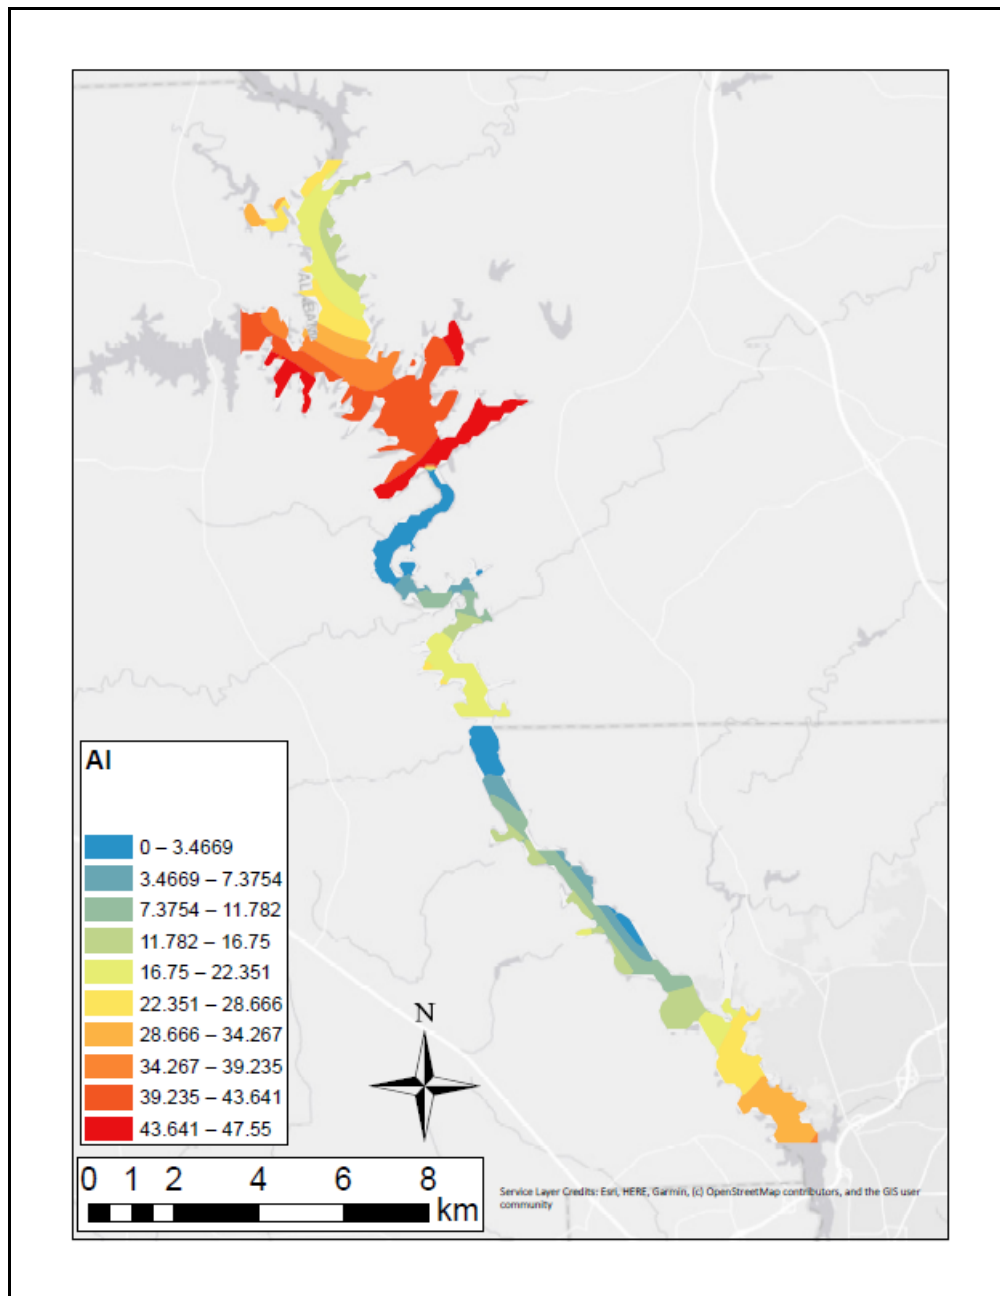 ALABAMA
Al
0 – 3.4669
3.4669 – 7.3754
7.3754 – 11.782
11.782 – 16.75
16.75 – 22.351
22.351 – 28.666
28.666 – 34.267
34.267 – 39.235
39.235 – 43.641
43.641 – 47.55
N
0 1 2 4 6 8
km
Service Layer Credits: Esri, HERE, Garmin, (c) OpenStreetMap contributors, and the GIS user
community